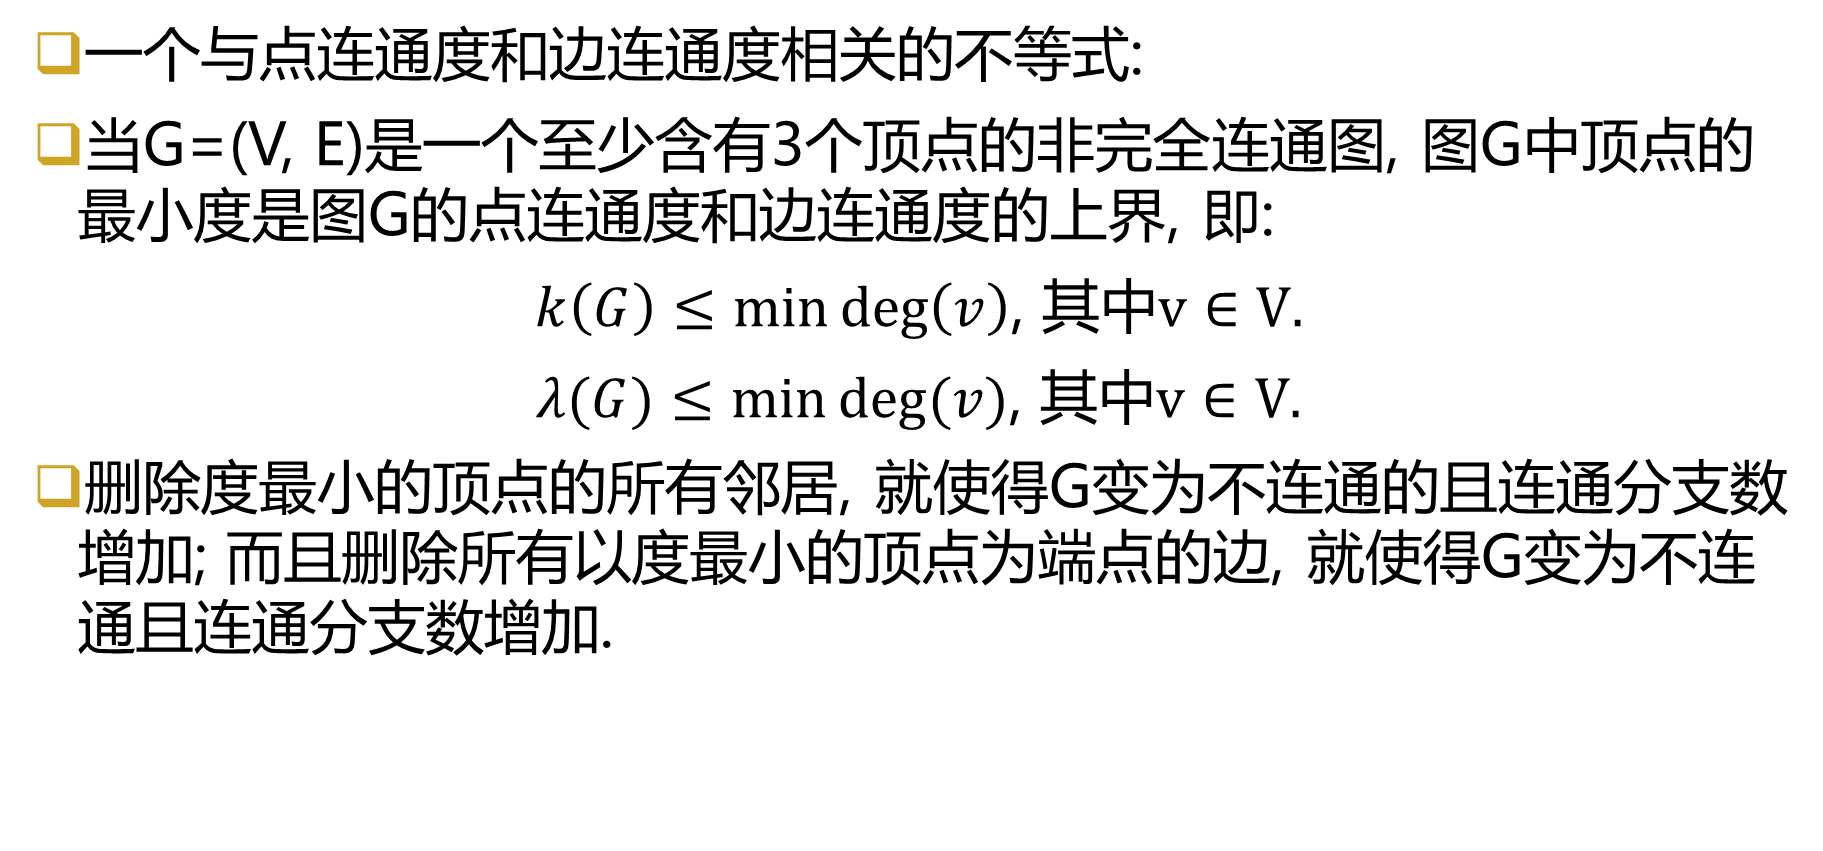 一个与点连通度和边连通度相关的不等式:
当G=(V, E)是一个至少含有3个顶点的非完全连通图, 图G中顶点的
最小度是图G的点连通度和边连通度的上界, 即:
k(G) ≤ min deg(v), 其中v ∈ V.
λ(G) ≤ min deg(v), 其中v ∈ V.
删除度最小的顶点的所有邻居, 就使得G变为不连通的且连通分支数
增加; 而且删除所有以度最小的顶点为端点的边, 就使得G变为不连
通且连通分支数增加.